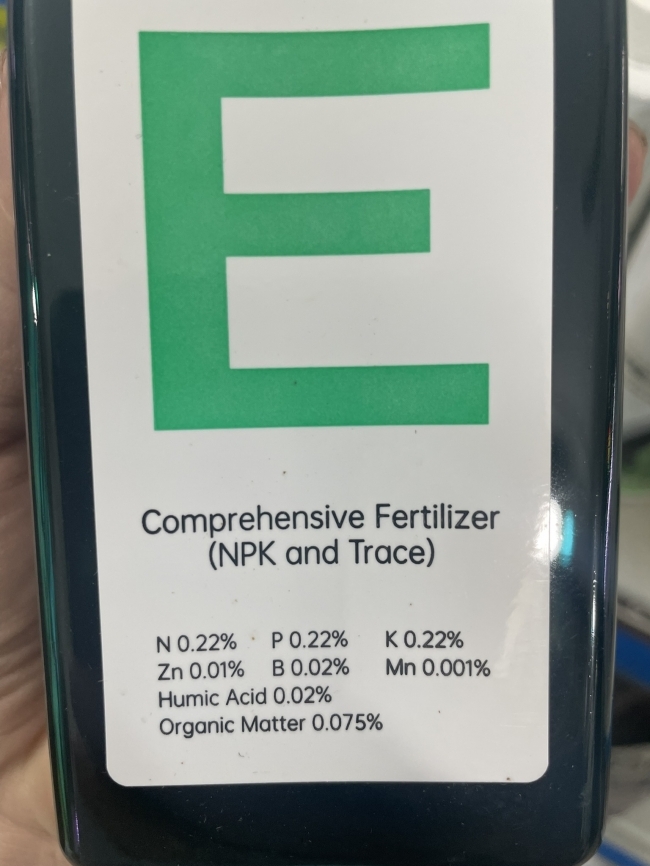 E
Comprehensive Fertilizer
(NPK and Trace)
N 0.22% P 0.22% K 0.22%
Zn 0.01% B 0.02% Mn 0.001%
Humic Acid 0.02%
Organic Matter 0.075%